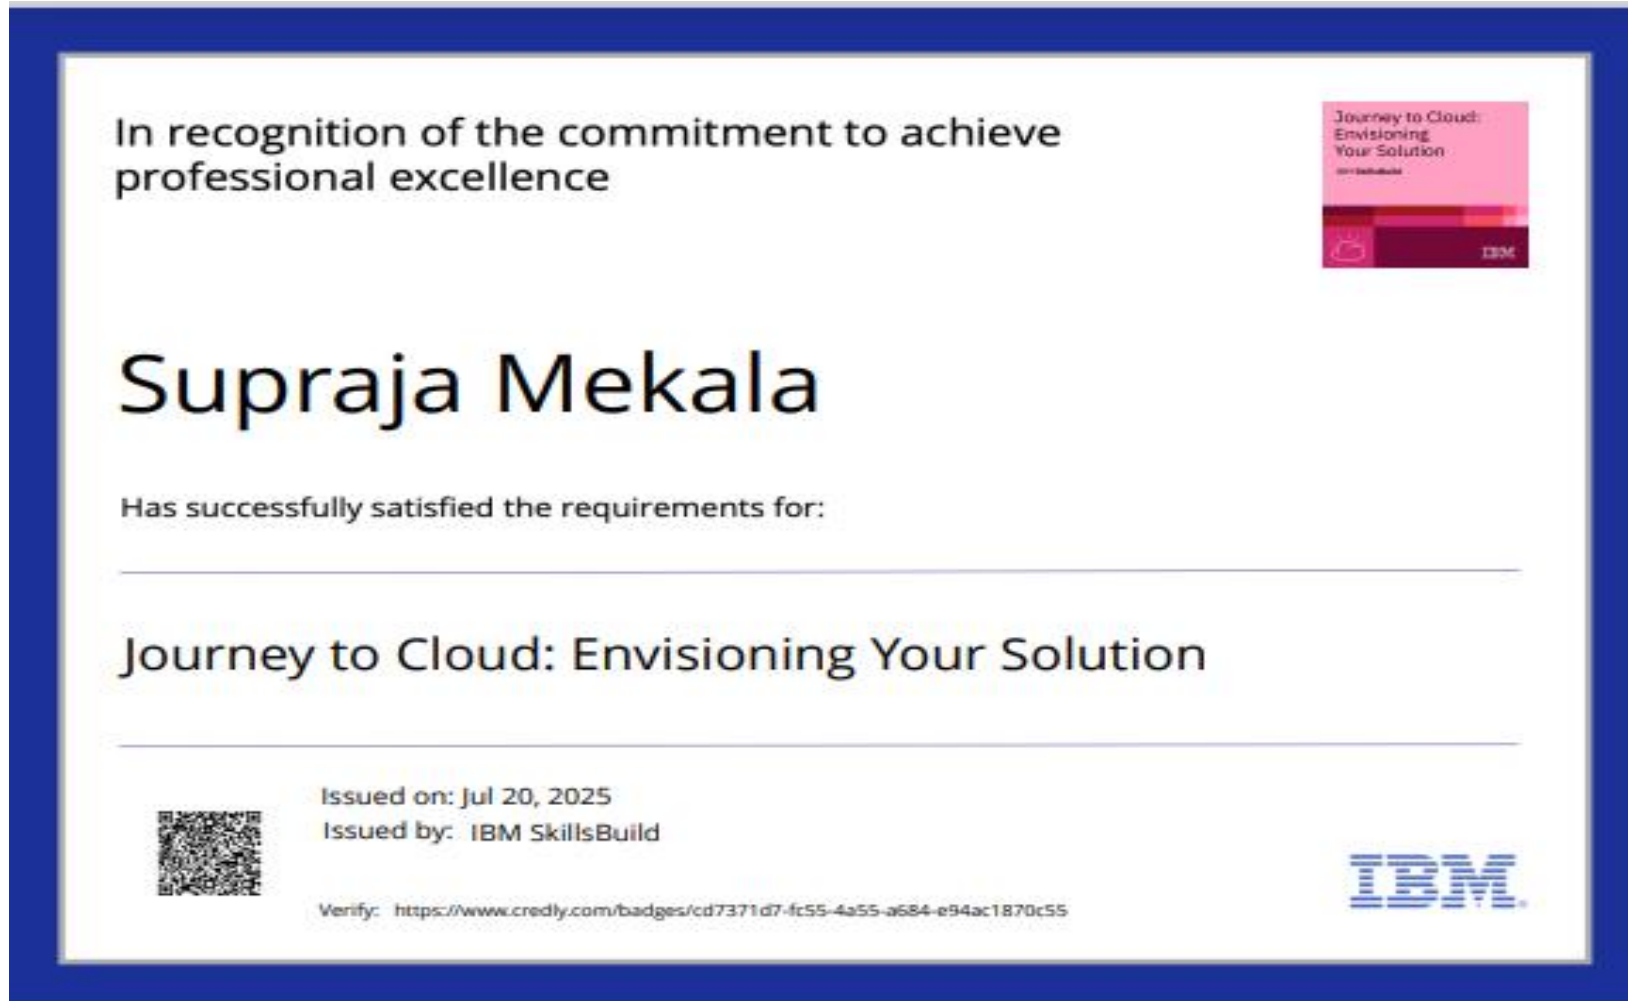 In recognition of the commitment to achieve
professional excellence
Journey to Cloud:
Envisioning
Your Solution
IBM SkillsBuild
IBM
Supraja Mekala
Has successfully satisfied the requirements for:
Journey to Cloud: Envisioning Your Solution
Issued on: Jul 20, 2025
Issued by: IBM SkillsBuild
Verify: https://www.credly.com/badges/cd7371d7-fc55-4a55-a684-e94ac1870c55
IBM